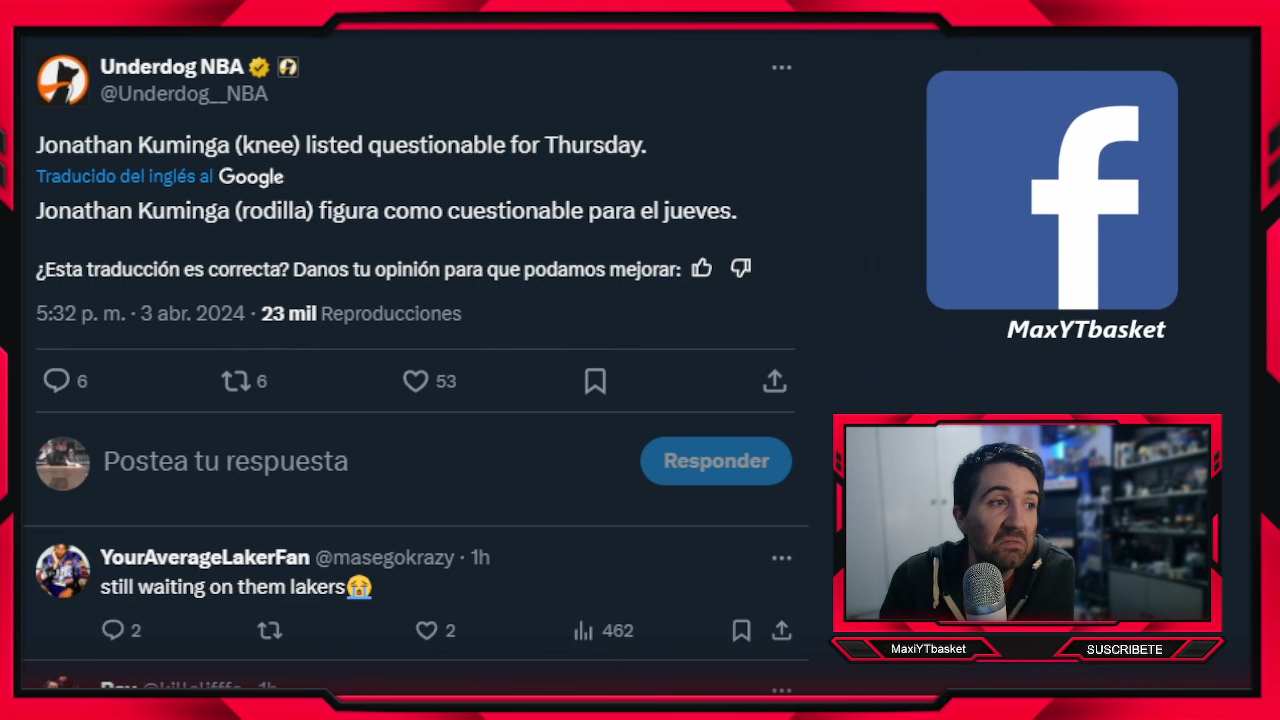 Underdog NBA
@Underdog__NBA
Jonathan Kuminga (knee) listed questionable for Thursday.
Traducido del inglés al Google
Jonathan Kuminga (rodilla) figura como cuestionable para el jueves.
¿Esta traducción es correcta? Danos tu opinión para que podamos mejorar:
5:32 p. m. · 3 abr. 2024 · 23 mil Reproducciones
6 6 53
Postea tu respuesta
Responder
YourAverageLakerFan @masegokrazy · 1h
still waiting on them lakers😭
2 2 462
f
MaxYTbasket
MaxiYTbasket
SUSCRIBETE